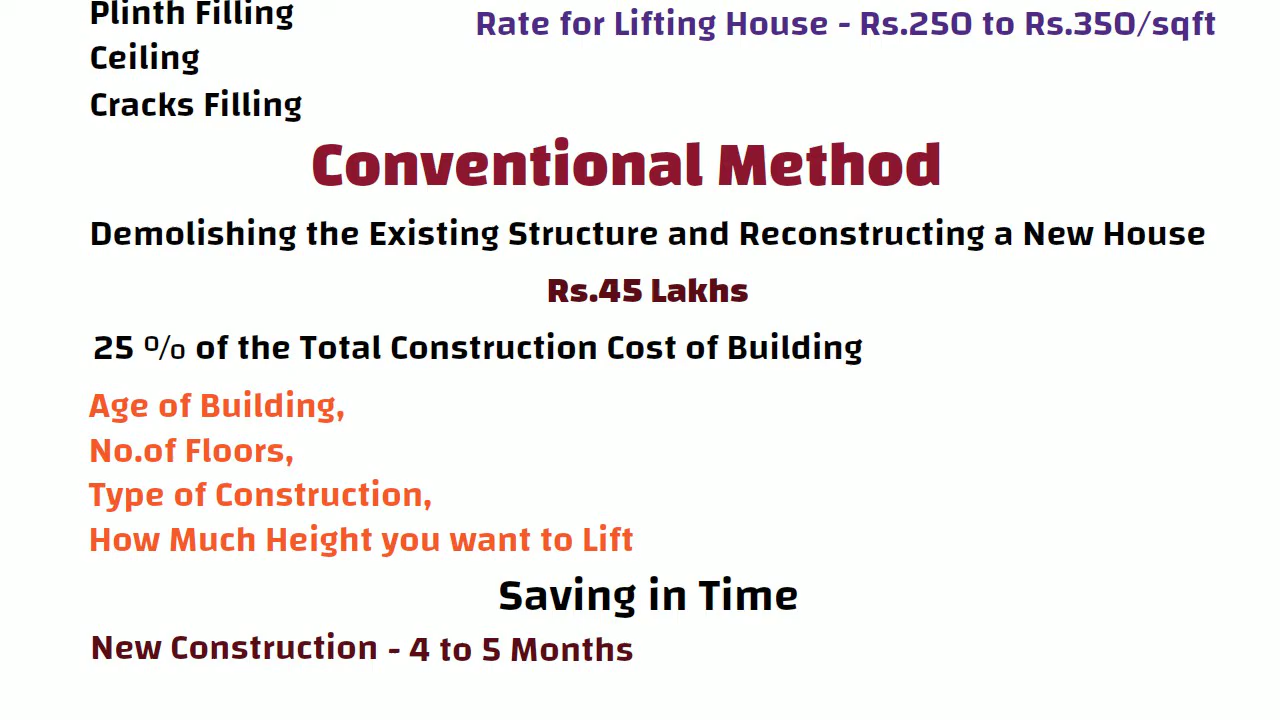 Plinth Filling
Rate for Lifting House - Rs.250 to Rs.350/sqft
Ceiling
Cracks Filling
Conventional Method
Demolishing the Existing Structure and Reconstructing a New House
Rs.45 Lakhs
25 % of the Total Construction Cost of Building
Age of Building,
No.of Floors,
Type of Construction,
How Much Height you want to Lift
Saving in Time
New Construction - 4 to 5 Months